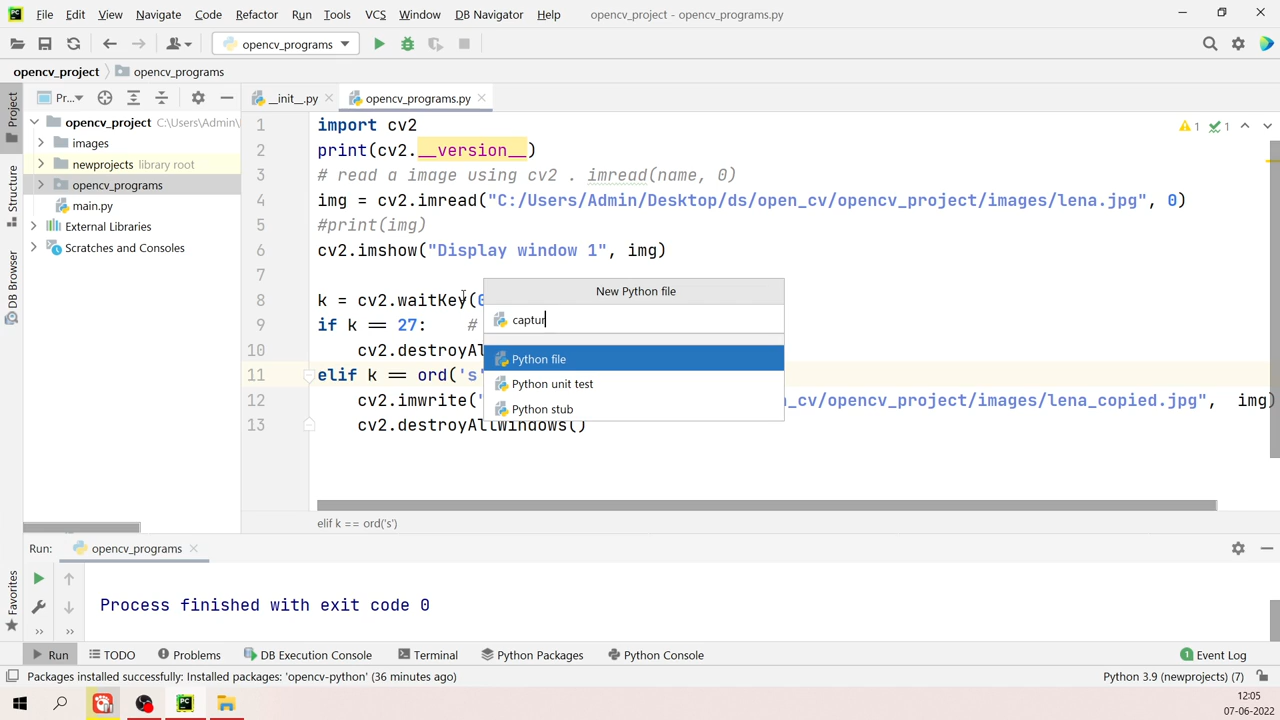 File Edit View Navigate Code Refactor Run Tools VCS Window DB Navigator Help opencv_project - opencv_programs.py
opencv_programs
opencv_project opencv_programs
Project
Structure
DB Browser
Favorites
Pr...
opencv_project C:\Users\Admin\
images
newprojects library root
opencv_programs
main.py
External Libraries
Scratches and Consoles
__init__.py opencv_programs.py
1 1
1 import cv2
2 print(cv2.__version__)
3 # read a image using cv2 . imread(name, 0)
4 img = cv2.imread("C:/Users/Admin/Desktop/ds/open_cv/opencv_project/images/lena.jpg", 0)
5 #print(img)
6 cv2.imshow("Display window 1", img)
7
8 k = cv2.waitKey(0
9 if k == 27: #
10 cv2.destroyAl
11 elif k == ord('s'
12 cv2.imwrite(" _cv/opencv_project/images/lena_copied.jpg", img)
13 cv2.destroyAllWindows()
New Python file
captur
Python file
Python unit test
Python stub
elif k == ord('s')
Run: opencv_programs
Process finished with exit code 0
Run TODO Problems DB Execution Console Terminal Python Packages Python Console 1 Event Log
Packages installed successfully: Installed packages: 'opencv-python' (36 minutes ago) Python 3.9 (newprojects) (7)
12:05
07-06-2022